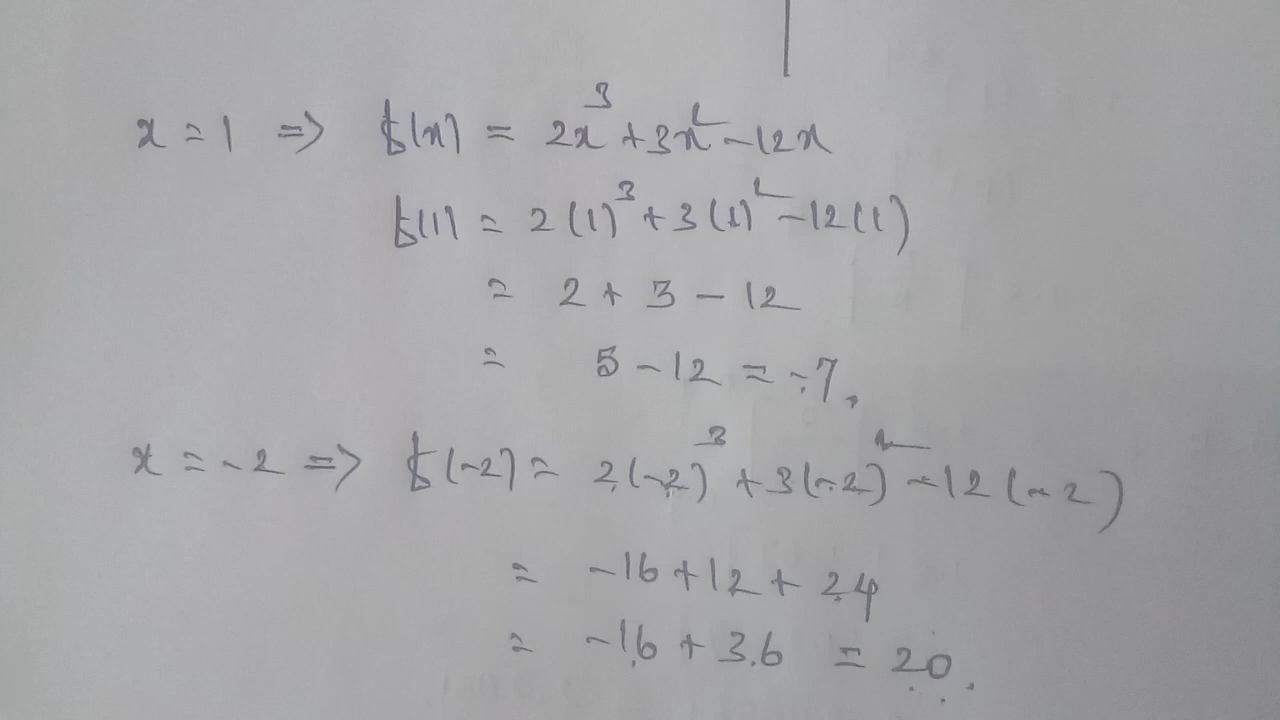 x = 1 => f(x) = 2x³ + 3x² - 12x
f(1) = 2(1)³ + 3(1)² - 12(1)
= 2 + 3 - 12
= 5 - 12 = -7.
x = -2 => f(-2) = 2(-2)³ + 3(-2)² - 12(-2)
= -16 + 12 + 24
= -16 + 36 = 20.